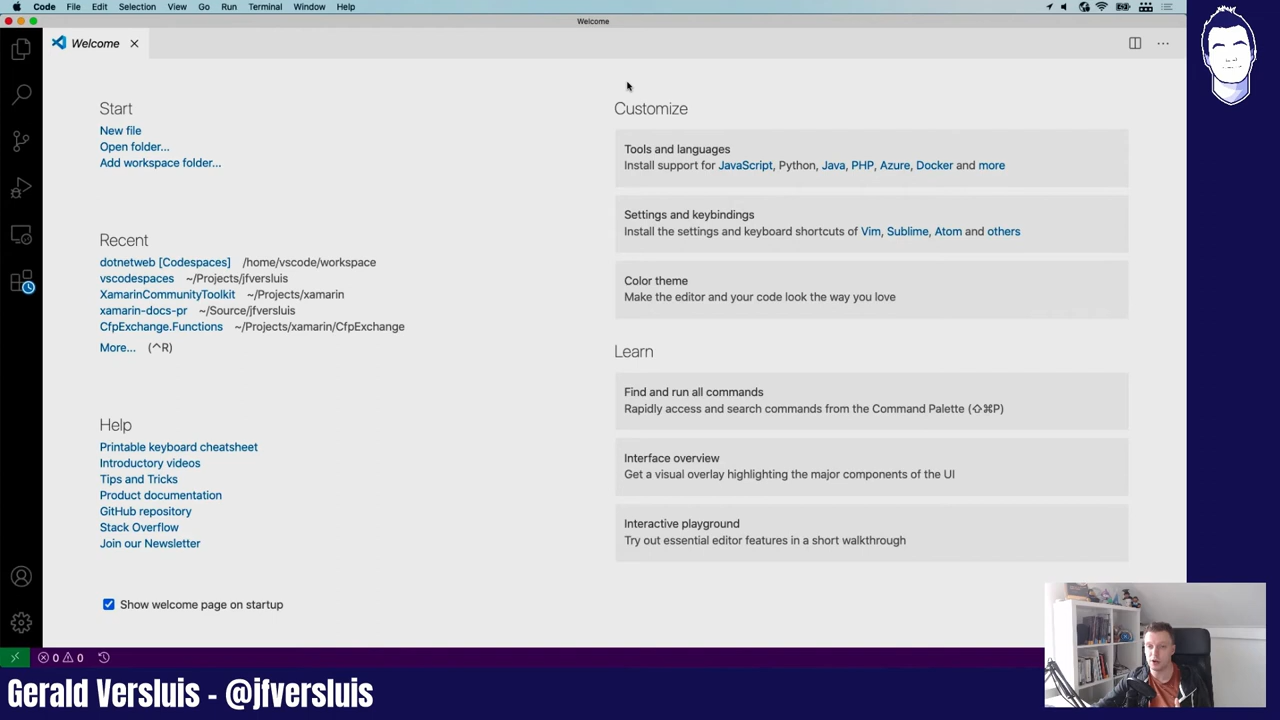 Code File Edit Selection View Go Run Terminal Window Help
Welcome
Welcome
Start
New file
Open folder...
Add workspace folder...
Recent
dotnetweb [Codespaces] /home/vscode/workspace
vscodespaces ~/Projects/jfversluis
XamarinCommunityToolkit ~/Projects/xamarin
xamarin-docs-pr ~/Source/jfversluis
CfpExchange.Functions ~/Projects/xamarin/CfpExchange
More... (^R)
Help
Printable keyboard cheatsheet
Introductory videos
Tips and Tricks
Product documentation
GitHub repository
Stack Overflow
Join our Newsletter
Show welcome page on startup
Customize
Tools and languages
Install support for JavaScript, Python, Java, PHP, Azure, Docker and more
Settings and keybindings
Install the settings and keyboard shortcuts of Vim, Sublime, Atom and others
Color theme
Make the editor and your code look the way you love
Learn
Find and run all commands
Rapidly access and search commands from the Command Palette (⇧⌘P)
Interface overview
Get a visual overlay highlighting the major components of the UI
Interactive playground
Try out essential editor features in a short walkthrough
0 0
Gerald Versluis - @jfversluis